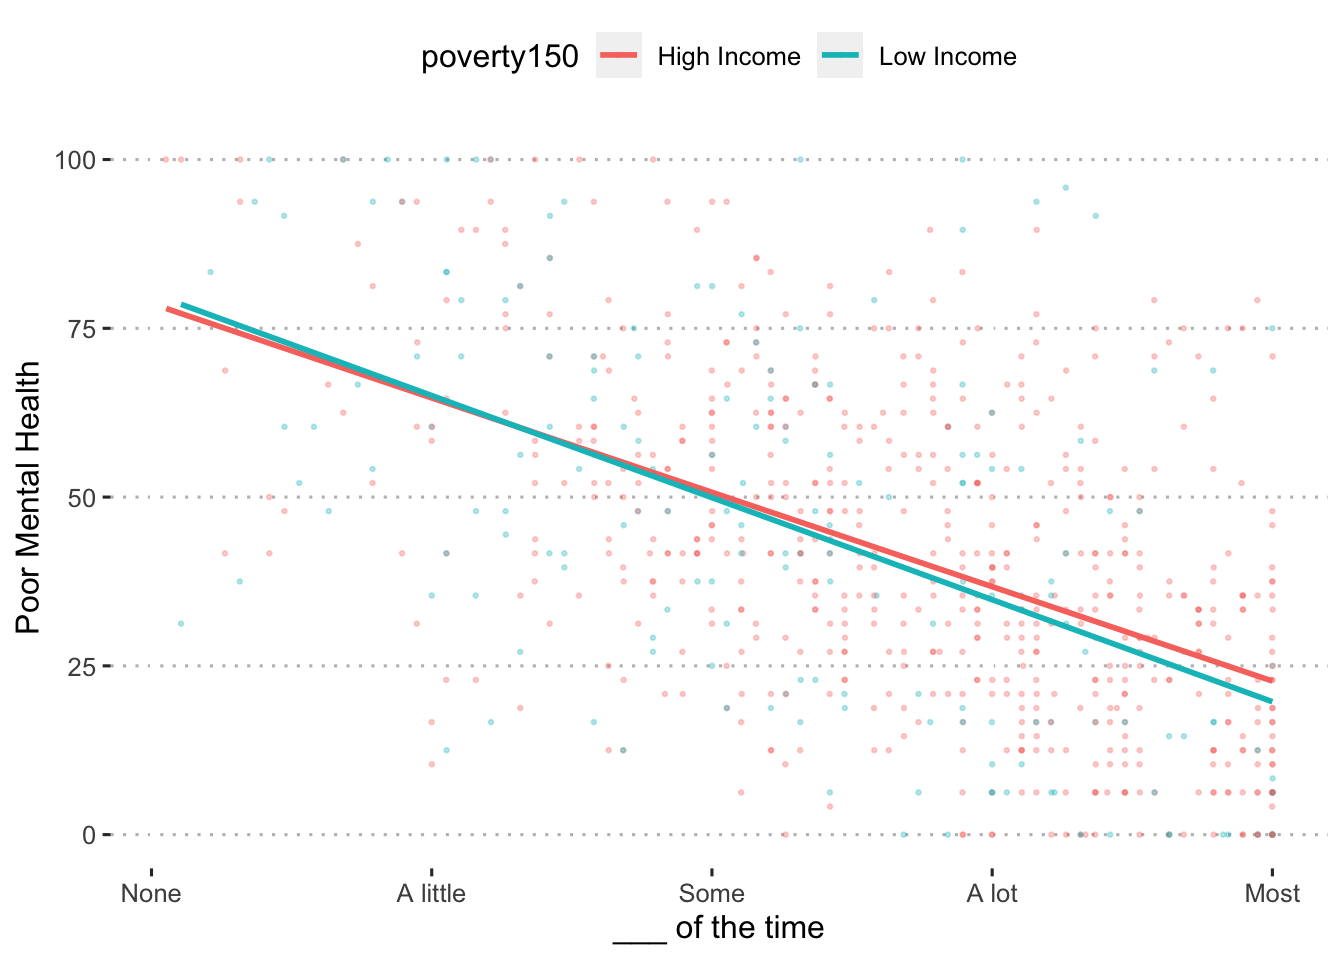 poverty150 High Income Low Income
100
75
50
25
0
Poor Mental Health
None A little Some A lot Most
___ of the time